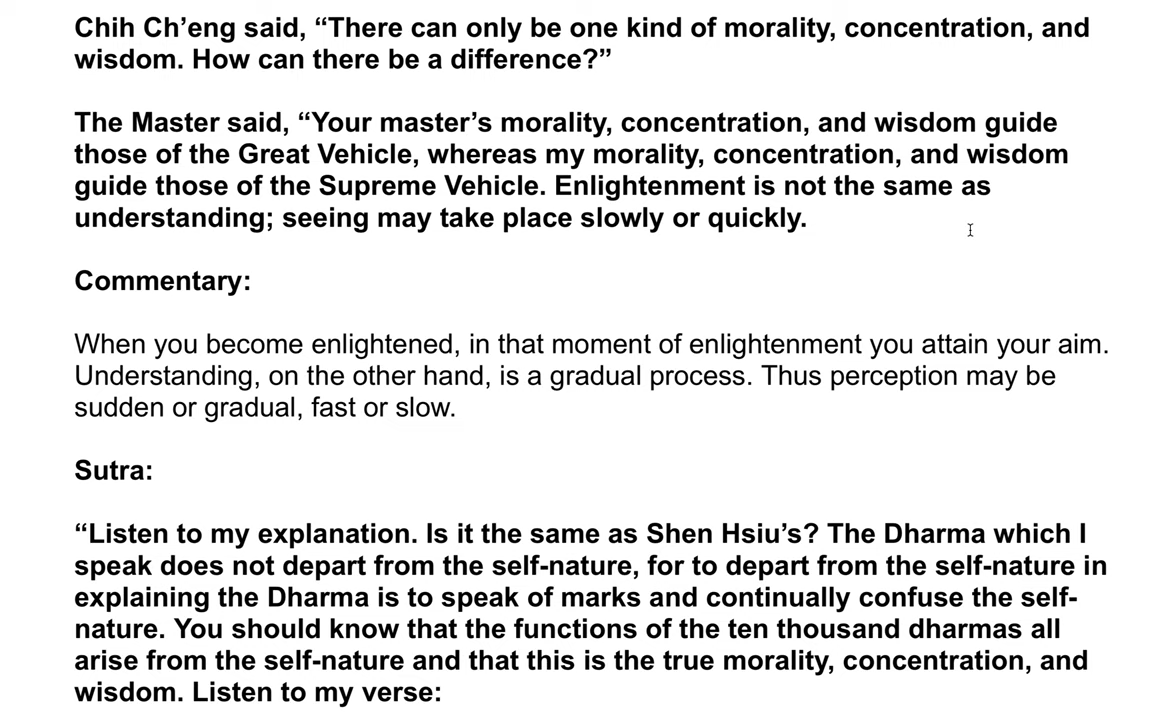 Chih Ch’eng said, “There can only be one kind of morality, concentration, and
wisdom. How can there be a difference?”
The Master said, “Your master’s morality, concentration, and wisdom guide
those of the Great Vehicle, whereas my morality, concentration, and wisdom
guide those of the Supreme Vehicle. Enlightenment is not the same as
understanding; seeing may take place slowly or quickly.
Commentary:
When you become enlightened, in that moment of enlightenment you attain your aim.
Understanding, on the other hand, is a gradual process. Thus perception may be
sudden or gradual, fast or slow.
Sutra:
“Listen to my explanation. Is it the same as Shen Hsiu’s? The Dharma which I
speak does not depart from the self-nature, for to depart from the self-nature in
explaining the Dharma is to speak of marks and continually confuse the self-
nature. You should know that the functions of the ten thousand dharmas all
arise from the self-nature and that this is the true morality, concentration, and
wisdom. Listen to my verse: